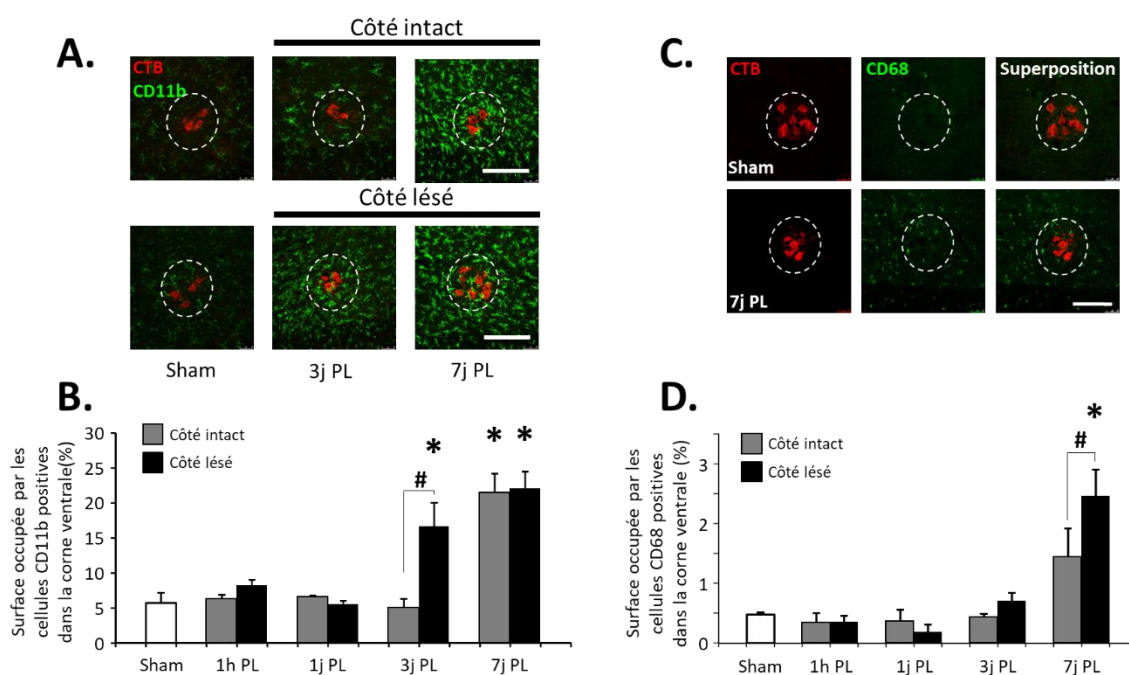 A.
Côté intact
CTB
CD11b
Côté lésé
Sham
3j PL
7j PL
B.
Surface occupée par les
cellules CD11b positives
dans la corne ventrale(%)
Côté intact
Côté lésé
30
25
20
15
10
5
0
*
#
*
*
Sham
1h PL
1j PL
3j PL
7j PL
C.
CTB
CD68
Superposition
Sham
7j PL
D.
Surface occupée par les
cellules CD68 positives
dans la corne ventrale (%)
Côté intact
Côté lésé
3
2
1
0
*
#
Sham
1h PL
1j PL
3j PL
7j PL